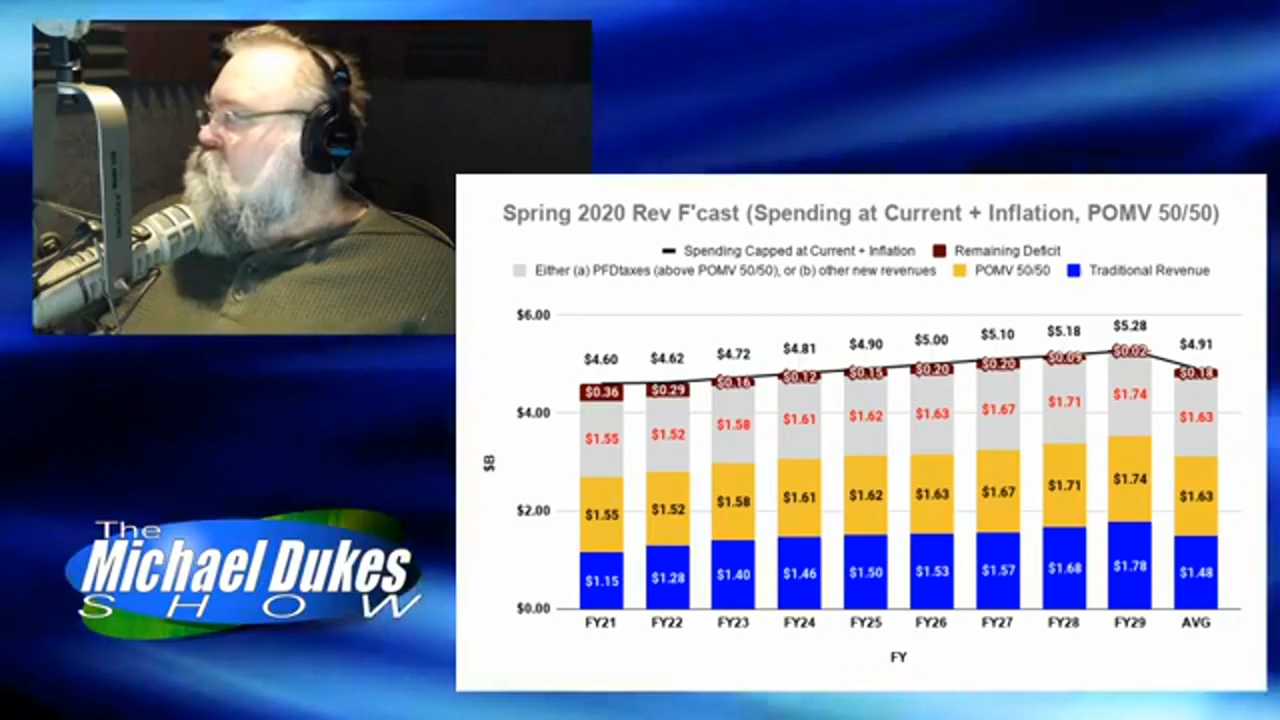 Spring 2020 Rev F'cast (Spending at Current + Inflation, POMV 50/50)
Spending Capped at Current + Inflation Remaining Deficit
Either (a) PFDtaxes (above POMV 50/50), or (b) other new revenues POMV 50/50 Traditional Revenue
$6.00
$4.00
$2.00
$0.00
$B
$4.60 $4.62 $4.72 $4.81 $4.90 $5.00 $5.10 $5.18 $5.28 $4.91
$0.36 $0.29 $0.16 $0.12 $0.15 $0.20 $0.20 $0.09 $0.02 $0.18
$1.55 $1.52 $1.58 $1.61 $1.62 $1.63 $1.67 $1.71 $1.74 $1.63
$1.55 $1.52 $1.58 $1.61 $1.62 $1.63 $1.67 $1.71 $1.74 $1.63
$1.15 $1.28 $1.40 $1.46 $1.50 $1.53 $1.57 $1.68 $1.78 $1.48
FY21 FY22 FY23 FY24 FY25 FY26 FY27 FY28 FY29 AVG
FY
The
Michael Dukes
SHOW